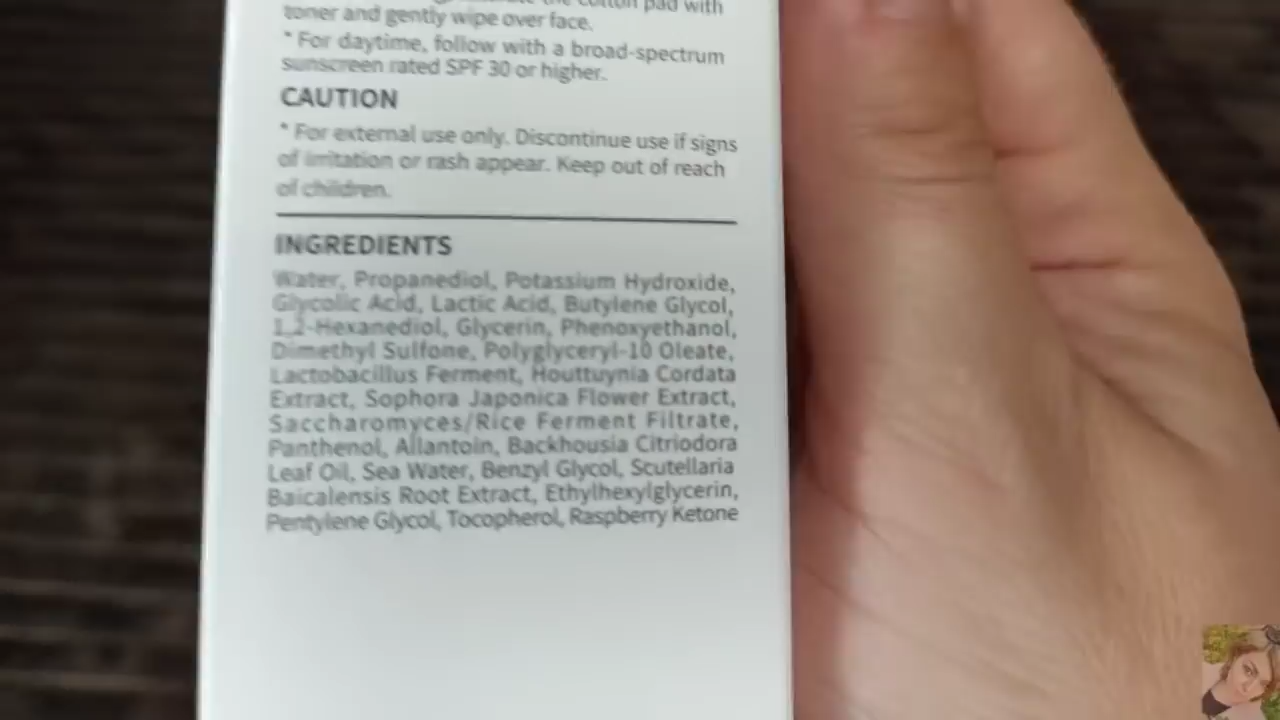 the cotton pad with
toner and gently wipe over face.
* For daytime, follow with a broad-spectrum
sunscreen rated SPF 30 or higher.
CAUTION
* For external use only. Discontinue use if signs
of irritation or rash appear. Keep out of reach
of children.
INGREDIENTS
Water, Propanediol, Potassium Hydroxide,
Glycolic Acid, Lactic Acid, Butylene Glycol,
1,2-Hexanediol, Glycerin, Phenoxyethanol,
Dimethyl Sulfone, Polyglyceryl-10 Oleate,
Lactobacillus Ferment, Houttuynia Cordata
Extract, Sophora Japonica Flower Extract,
Saccharomyces/Rice Ferment Filtrate,
Panthenol, Allantoin, Backhousia Citriodora
Leaf Oil, Sea Water, Benzyl Glycol, Scutellaria
Baicalensis Root Extract, Ethylhexylglycerin,
Pentylene Glycol, Tocopherol, Raspberry Ketone